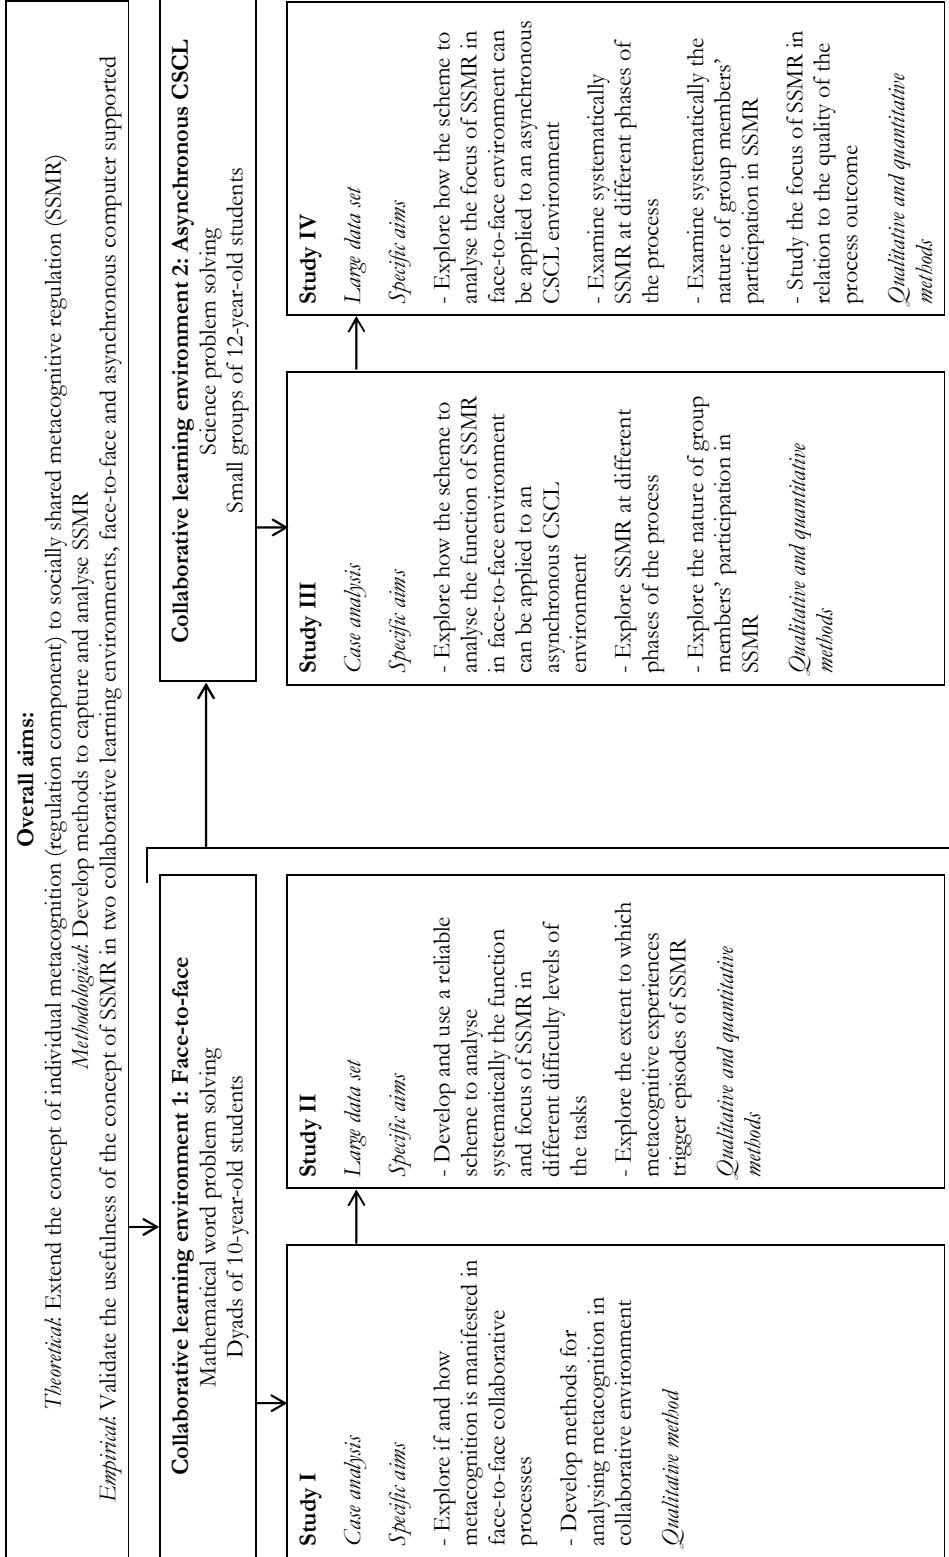 Overall aims:
Theoretical: Extend the concept of individual metacognition (regulation component) to socially shared metacognitive regulation (SSMR)
Methodological: Develop methods to capture and analyse SSMR
Empirical: Validate the usefulness of the concept of SSMR in two collaborative learning environments, face-to-face and asynchronous computer supported
Collaborative learning environment 1: Face-to-face
Mathematical word problem solving
Dyads of 10-year-old students
Study I
Case analysis
Specific aims
- Explore if and how
metacognition is manifested in
face-to-face collaborative
processes
- Develop methods for
analysing metacognition in
collaborative environment
Qualitative method
Study II
Large data set
Specific aims
- Develop and use a reliable
scheme to analyse
systematically the function
and focus of SSMR in
different difficulty levels of
the tasks
- Explore the extent to which
metacognitive experiences
trigger episodes of SSMR
Qualitative and quantitative
methods
Collaborative learning environment 2: Asynchronous CSCL
Science problem solving
Small groups of 12-year-old students
Study III
Case analysis
Specific aims
- Explore how the scheme to
analyse the function of SSMR
in face-to-face environment
can be applied to an
asynchronous CSCL
environment
- Explore SSMR at different
phases of the process
- Explore the nature of group
members’ participation in
SSMR
Qualitative and quantitative
methods
Study IV
Large data set
Specific aims
- Explore how the scheme to
analyse the focus of SSMR in
face-to-face environment can
be applied to an asynchronous
CSCL environment
- Examine systematically
SSMR at different phases of
the process
- Examine systematically the
nature of group members’
participation in SSMR
- Study the focus of SSMR in
relation to the quality of the
process outcome
Qualitative and quantitative
methods